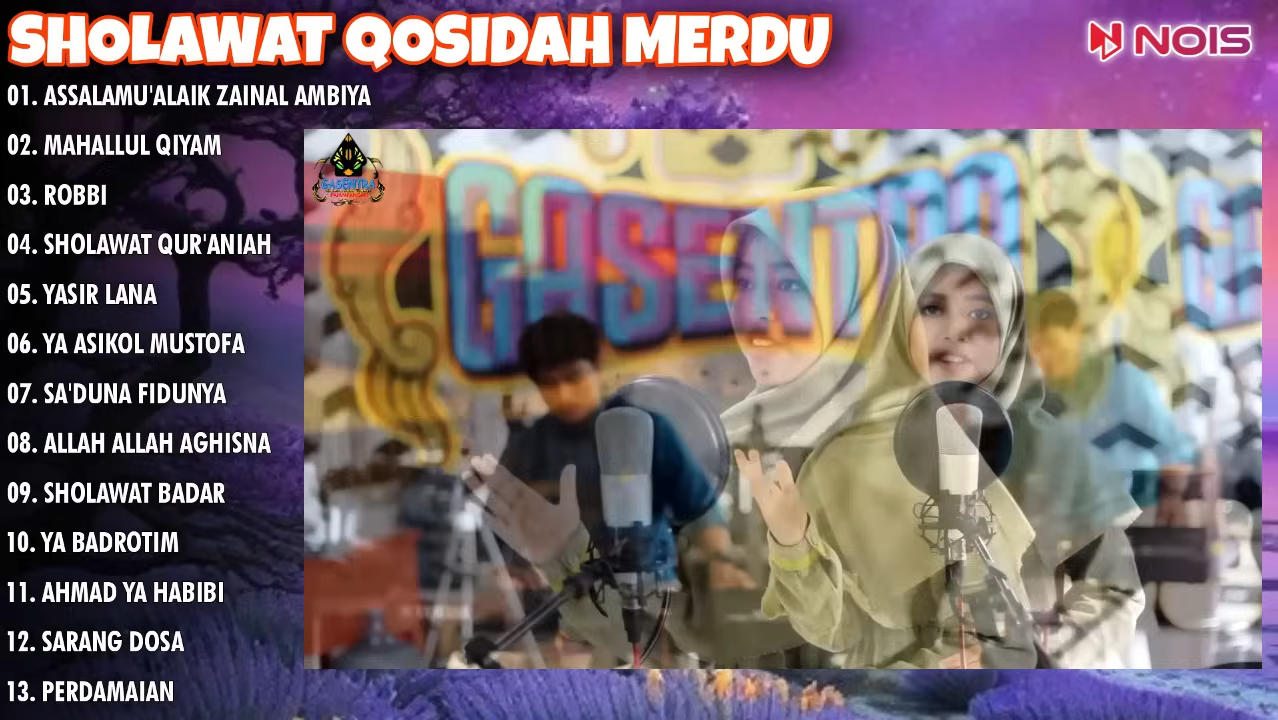 SHOLAWAT QOSIDAH MERDU
NOIS
01. ASSALAMU'ALAIK ZAINAL AMBIYA
02. MAHALLUL QIYAM
03. ROBBI
04. SHOLAWAT QUR'ANIAH
05. YASIR LANA
06. YA ASIKOL MUSTOFA
07. SA'DUNA FIDUNYA
08. ALLAH ALLAH AGHISNA
09. SHOLAWAT BADAR
10. YA BADROTIM
11. AHMAD YA HABIBI
12. SARANG DOSA
13. PERDAMAIAN
GASENTRA
GASENTRA